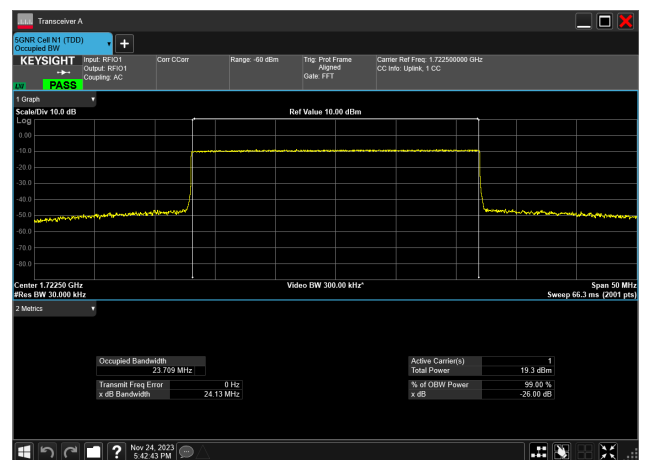 Transceiver A
5GNR Cell N1 (TDD)
Occupied BW
KEYSIGHT
LV PASS
Input: RFIO1
Output: RFIO1
Coupling: AC
Corr CCorr
Range: -60 dBm
Trig: Prot Frame
Aligned
Gate: FFT
Carrier Ref Freq: 1.722500000 GHz
CC Info: Uplink, 1 CC
1 Graph
Scale/Div 10.0 dB
Ref Value 10.00 dBm
Log
0.00
-10.0
-20.0
-30.0
-40.0
-50.0
-60.0
-70.0
-80.0
Center 1.72250 GHz
#Res BW 30.000 kHz
Video BW 300.00 kHz^
Span 50 MHz
Sweep 66.3 ms (2001 pts)
2 Metrics
Occupied Bandwidth
23.709 MHz
Transmit Freq Error 0 Hz
x dB Bandwidth 24.13 MHz
Active Carrier(s) 1
Total Power 19.3 dBm
% of OBW Power 99.00 %
x dB -26.00 dB
Nov 24, 2023
5:42:43 PM